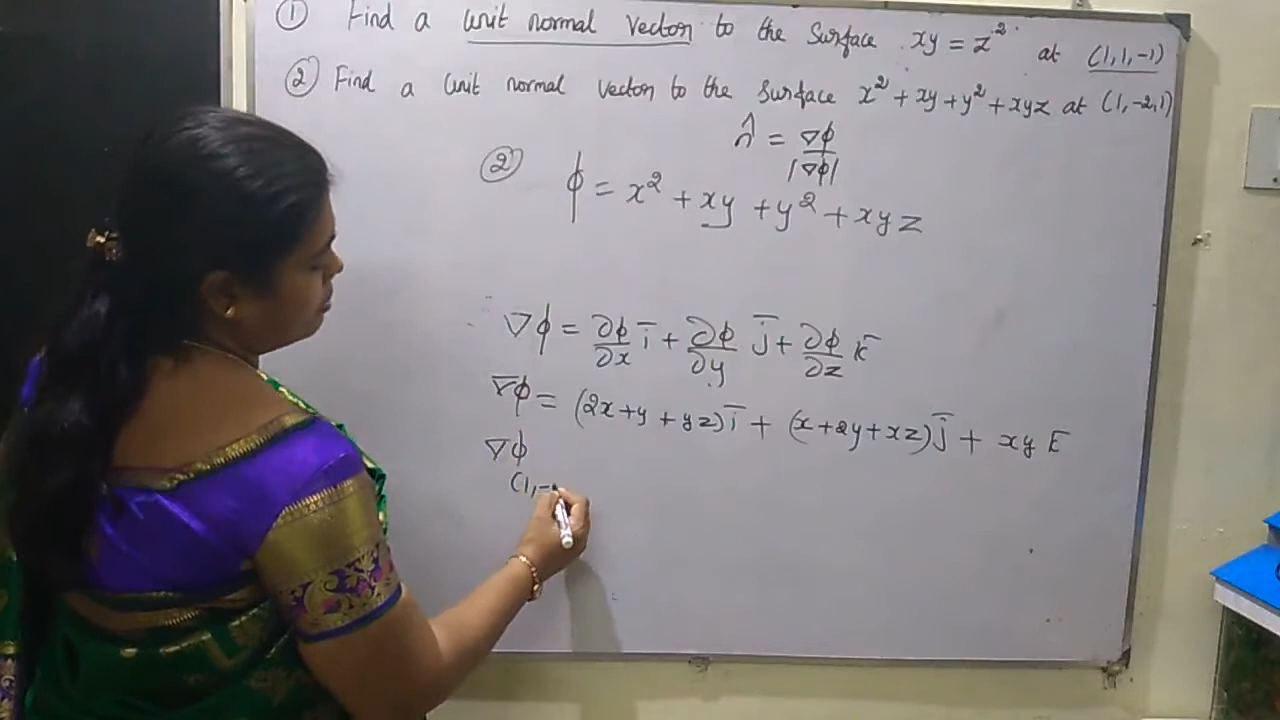 ① Find a unit normal vector to the surface xy = z² at (1,1,-1)
② Find a unit normal vector to the surface x² + xy + y² + xyz at (1,-2,1)
n̂ = ∇ϕ / |∇ϕ|
② ϕ = x² + xy + y² + xyz
∇ϕ = ∂ϕ/∂x i̅ + ∂ϕ/∂y j̅ + ∂ϕ/∂z k̅
∇ϕ = (2x+y+yz) i̅ + (x+2y+xz) j̅ + xy k̅
∇ϕ
(1,-